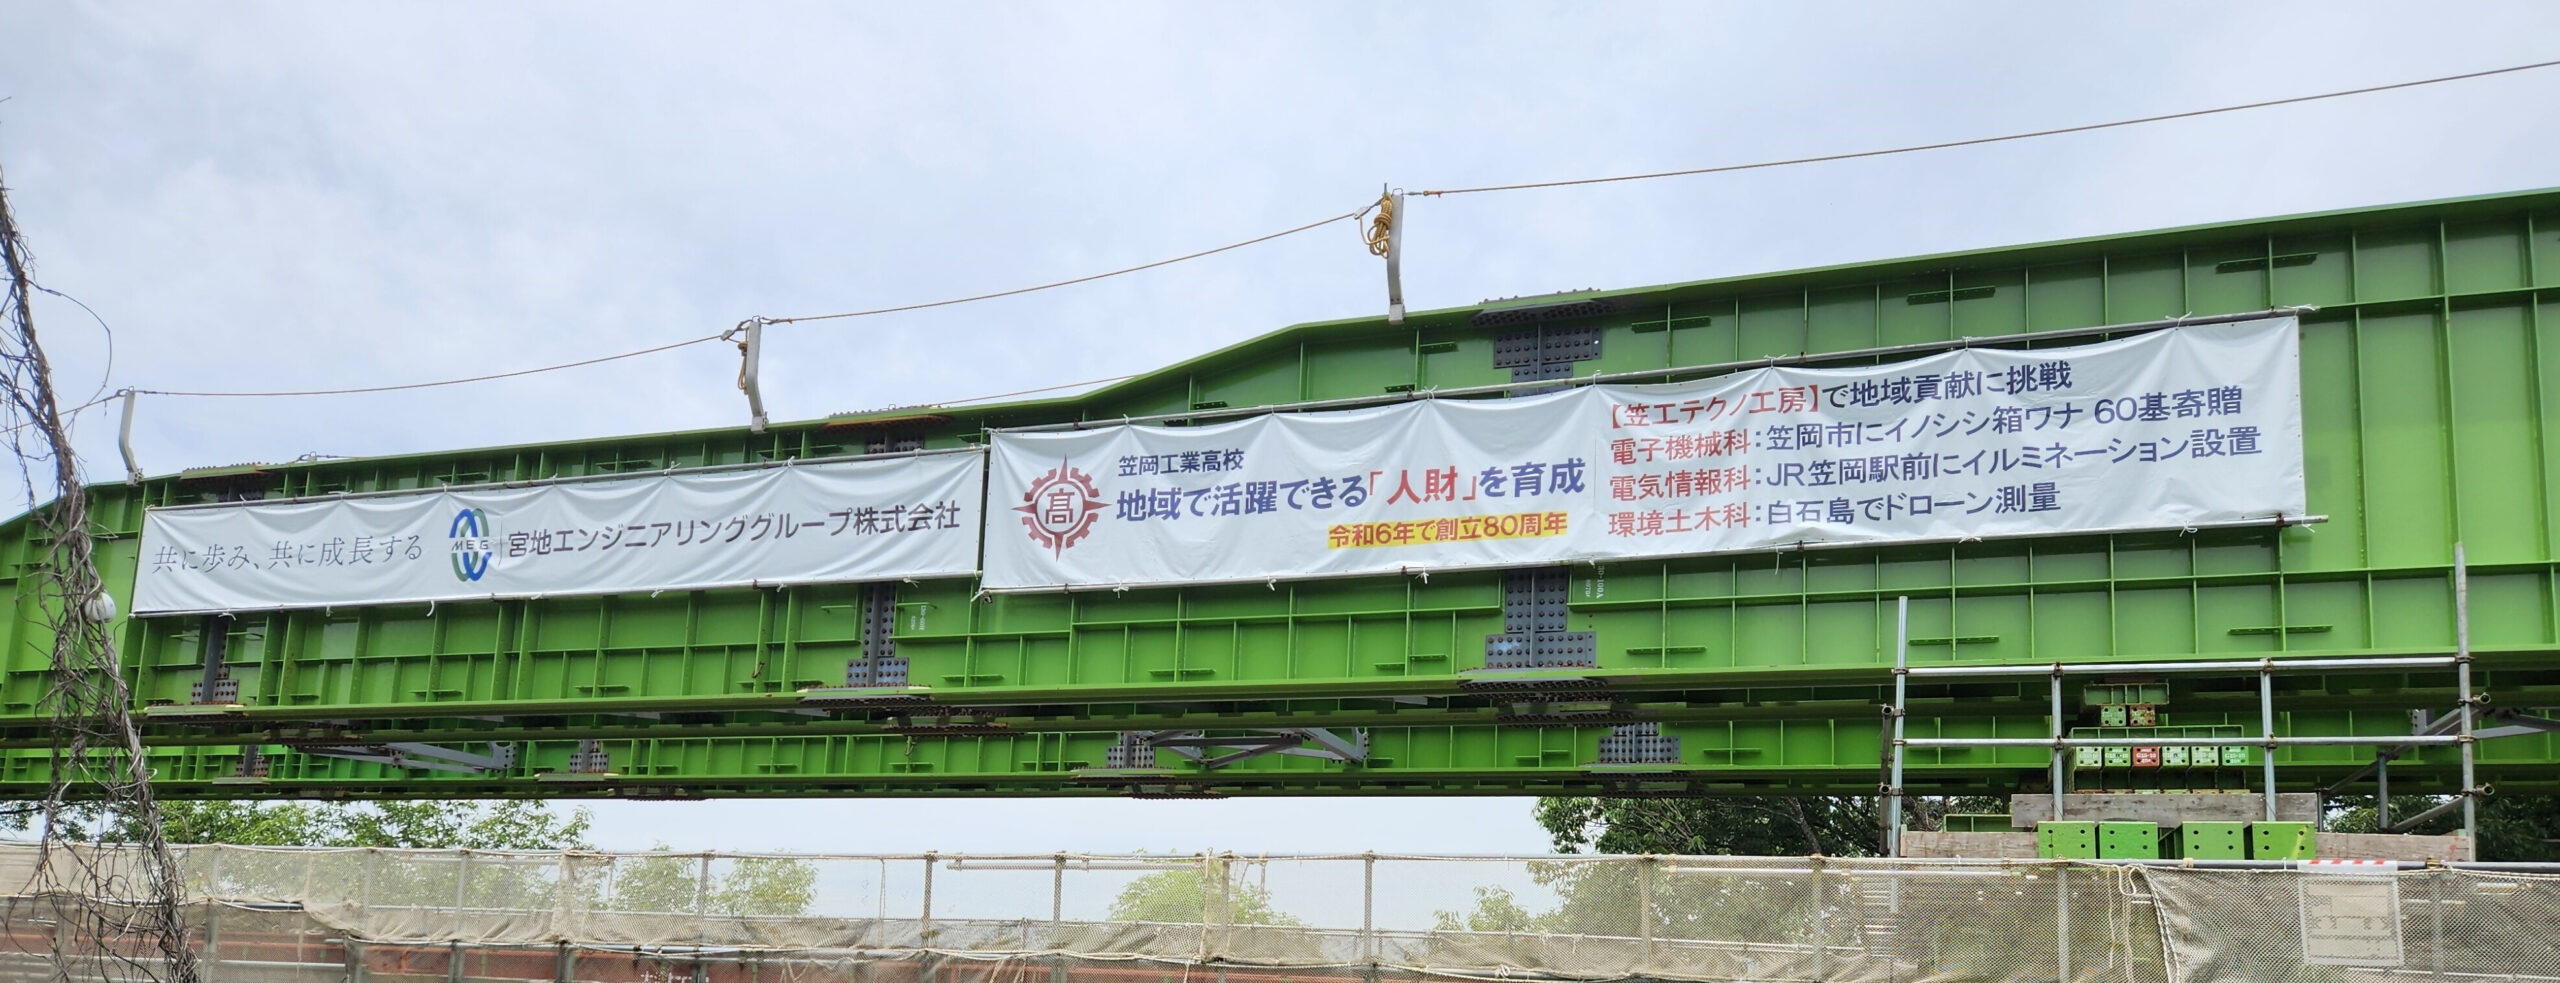 共に歩み、共に成長する
MEG
宮地エンジニアリンググループ株式会社
高
笠岡工業高校
地域で活躍できる「人財」を育成
令和6年で創立80周年
【笠工テクノ工房】で地域貢献に挑戦
電子機械科：笠岡市にイノシシ箱ワナ 60基寄贈
電気情報科：JR笠岡駅前にイルミネーション設置
環境土木科：白石島でドローン測量